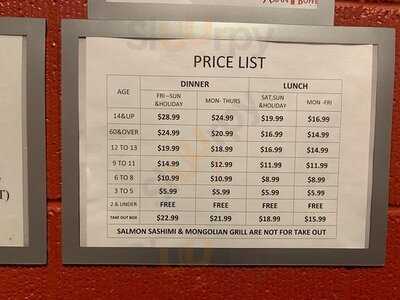 ASIAN BUFFE
T)
PRICE LIST
AGE DINNER LUNCH
FRI –SUN &HOLIDAY MON- THURS SAT,SUN &HOLIDAY MON -FRI
14&UP $28.99 $24.99 $19.99 $16.99
60&OVER $24.99 $20.99 $16.99 $14.99
12 TO 13 $19.99 $18.99 $16.99 $14.99
9 TO 11 $14.99 $12.99 $11.99 $11.99
6 TO 8 $10.99 $10.99 $8.99 $8.99
3 TO 5 $5.99 $5.99 $5.99 $5.99
2 & UNDER FREE FREE FREE FREE
TAKE OUT BOX $22.99 $21.99 $18.99 $15.99
SALMON SASHIMI & MONGOLIAN GRILL ARE NOT FOR TAKE OUT